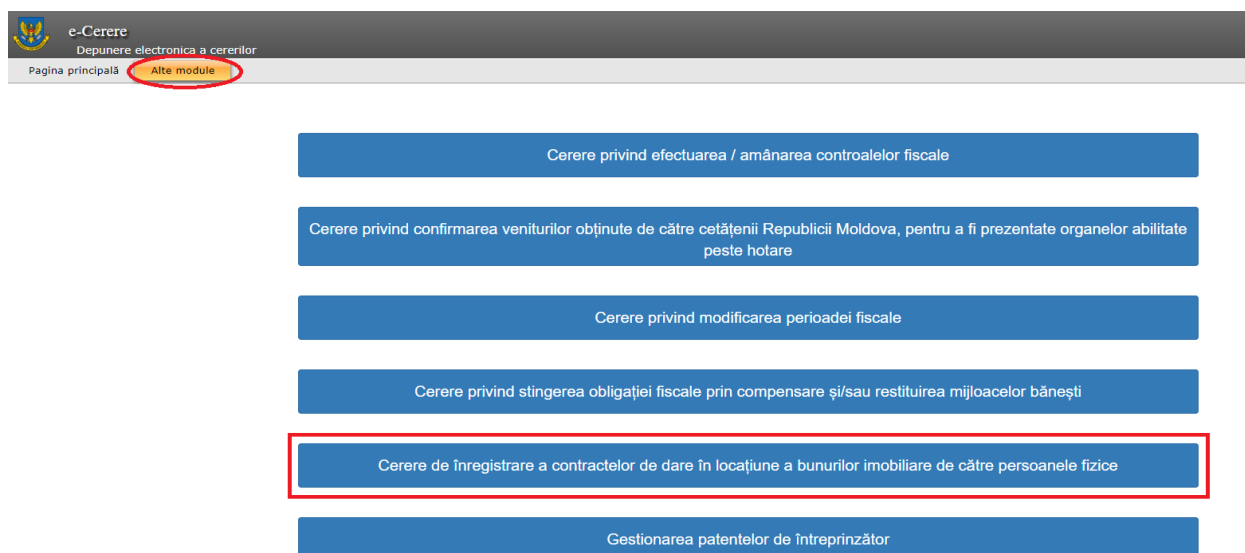 e-Cerere
Depunere electronica a cererilor
Pagina principală Alte module
Cerere privind efectuarea / amânarea controalelor fiscale
Cerere privind confirmarea veniturilor obținute de către cetățenii Republicii Moldova, pentru a fi prezentate organelor abilitate
peste hotare
Cerere privind modificarea perioadei fiscale
Cerere privind stingerea obligației fiscale prin compensare și/sau restituirea mijloacelor bănești
Cerere de înregistrare a contractelor de dare în locațiune a bunurilor imobiliare de către persoanele fizice
Gestionarea patentelor de întreprinzător